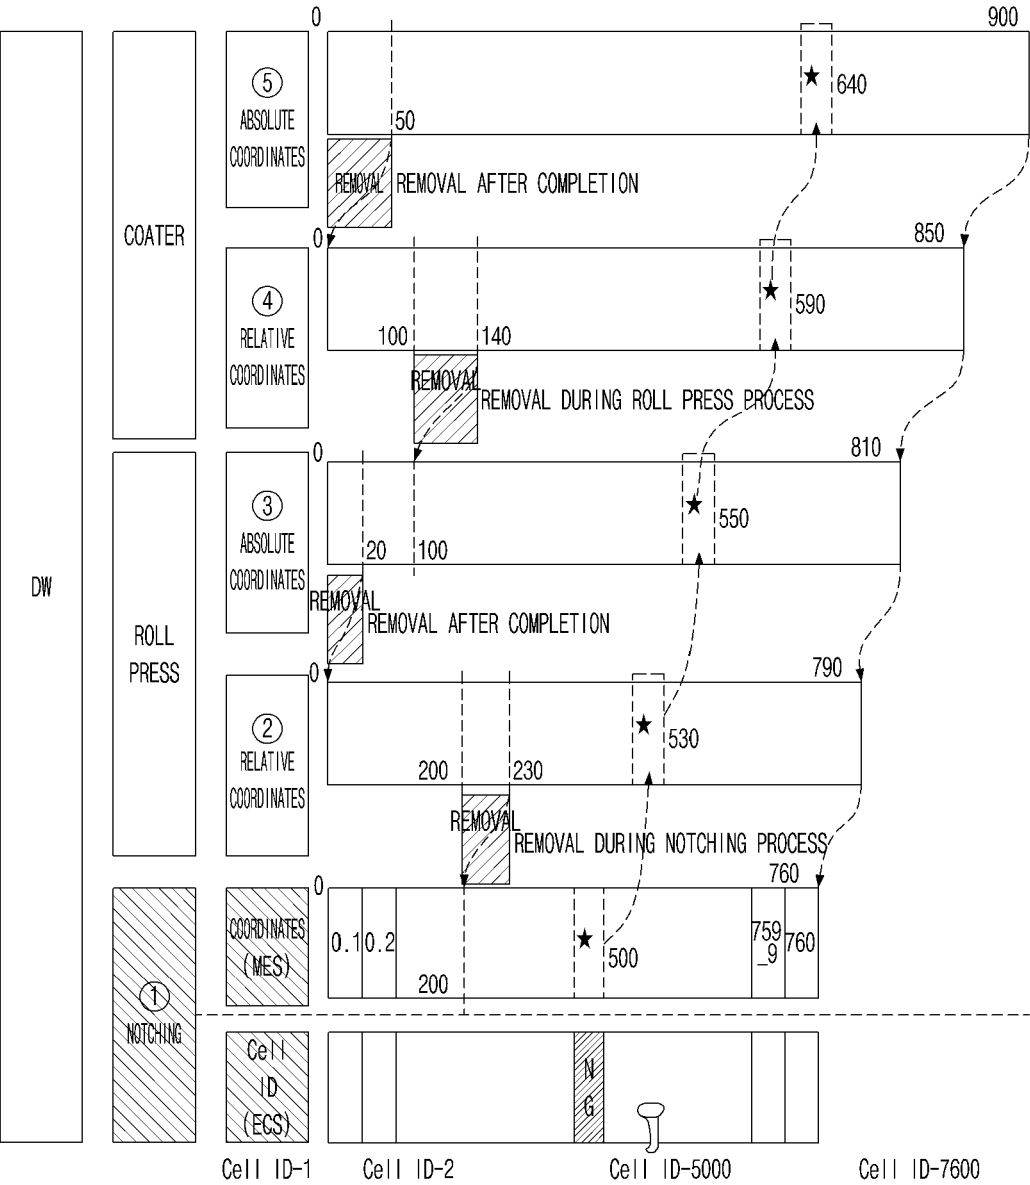 0
900
⑤
ABSOLUTE
COORDINATES
★
640
50
REMOVAL
REMOVAL AFTER COMPLETION
COATER
0
850
④
RELATIVE
COORDINATES
★
590
100
140
REMOVAL
REMOVAL DURING ROLL PRESS PROCESS
0
810
③
ABSOLUTE
COORDINATES
★
550
20
100
DW
REMOVAL
REMOVAL AFTER COMPLETION
ROLL
PRESS
0
790
②
RELATIVE
COORDINATES
★
530
200
230
REMOVAL
REMOVAL DURING NOTCHING PROCESS
0
760
COORDINATES
(MES)
0.1
0.2
★
500
759
_9
760
200
①
NOTCHING
Cell
ID
(ECS)
N
G
Cell ID-1
Cell ID-2
Cell ID-5000
Cell ID-7600